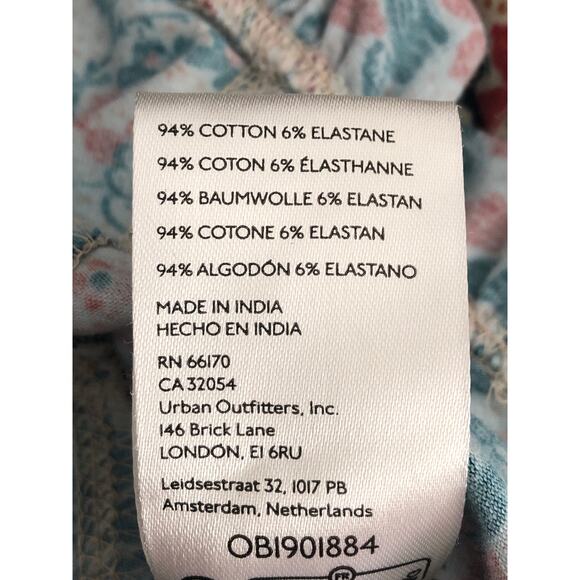 94% COTTON 6% ELASTANE
94% COTON 6% ÉLASTHANNE
94% BAUMWOLLE 6% ELASTAN
94% COTONE 6% ELASTAN
94% ALGODÓN 6% ELASTANO
MADE IN INDIA
HECHO EN INDIA
RN 66170
CA 32054
Urban Outfitters, Inc.
146 Brick Lane
LONDON, E1 6RU
Leidsestraat 32, 1017 PB
Amsterdam, Netherlands
OB1901884
FR